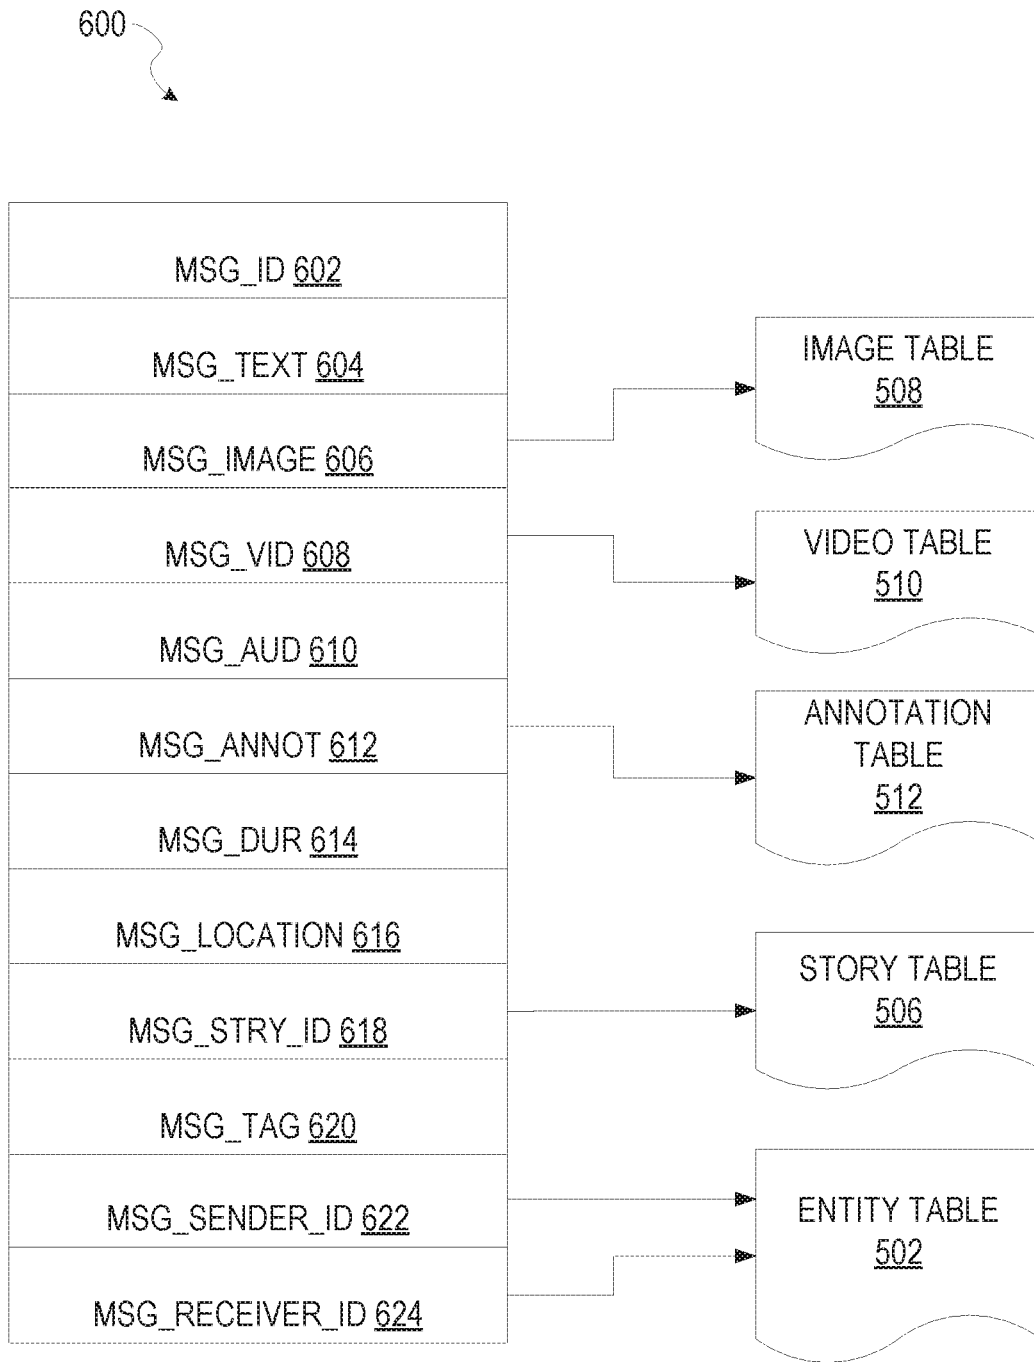 600
MSG_ID 602
MSG_TEXT 604
MSG_IMAGE 606
MSG_VID 608
MSG_AUD 610
MSG_ANNOT 612
MSG_DUR 614
MSG_LOCATION 616
MSG_STRY_ID 618
MSG_TAG 620
MSG_SENDER_ID 622
MSG_RECEIVER_ID 624
IMAGE TABLE
508
VIDEO TABLE
510
ANNOTATION
TABLE
512
STORY TABLE
506
ENTITY TABLE
502